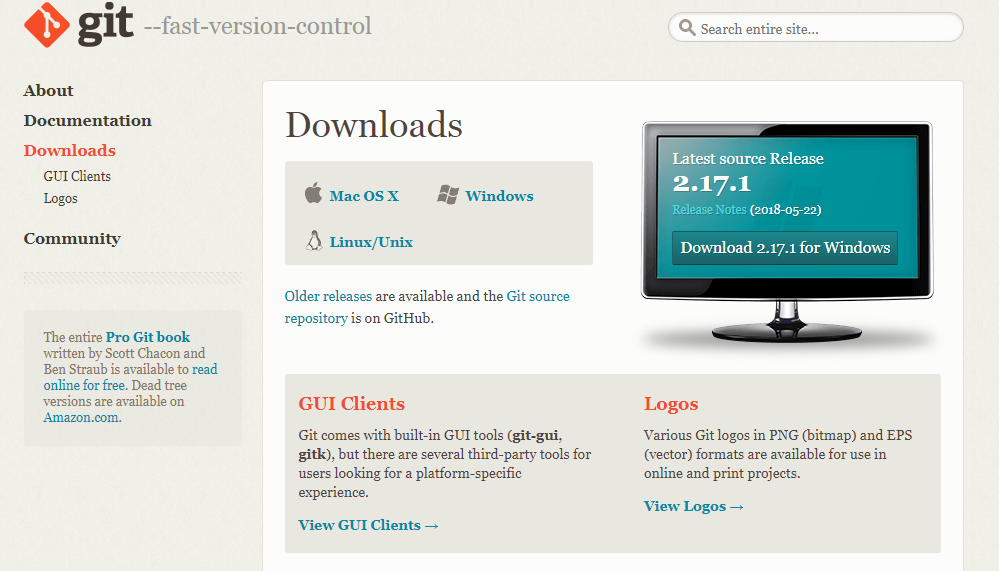 git --fast-version-control
Search entire site...
About
Documentation
Downloads
GUI Clients
Logos
Community
The entire Pro Git book
written by Scott Chacon and
Ben Straub is available to read
online for free. Dead tree
versions are available on
Amazon.com.
Downloads
Mac OS X
Windows
Linux/Unix
Older releases are available and the Git source
repository is on GitHub.
Latest source Release
2.17.1
Release Notes (2018-05-22)
Download 2.17.1 for Windows
GUI Clients
Git comes with built-in GUI tools (git-gui,
gitk), but there are several third-party tools for
users looking for a platform-specific
experience.
View GUI Clients →
Logos
Various Git logos in PNG (bitmap) and EPS
(vector) formats are available for use in
online and print projects.
View Logos →